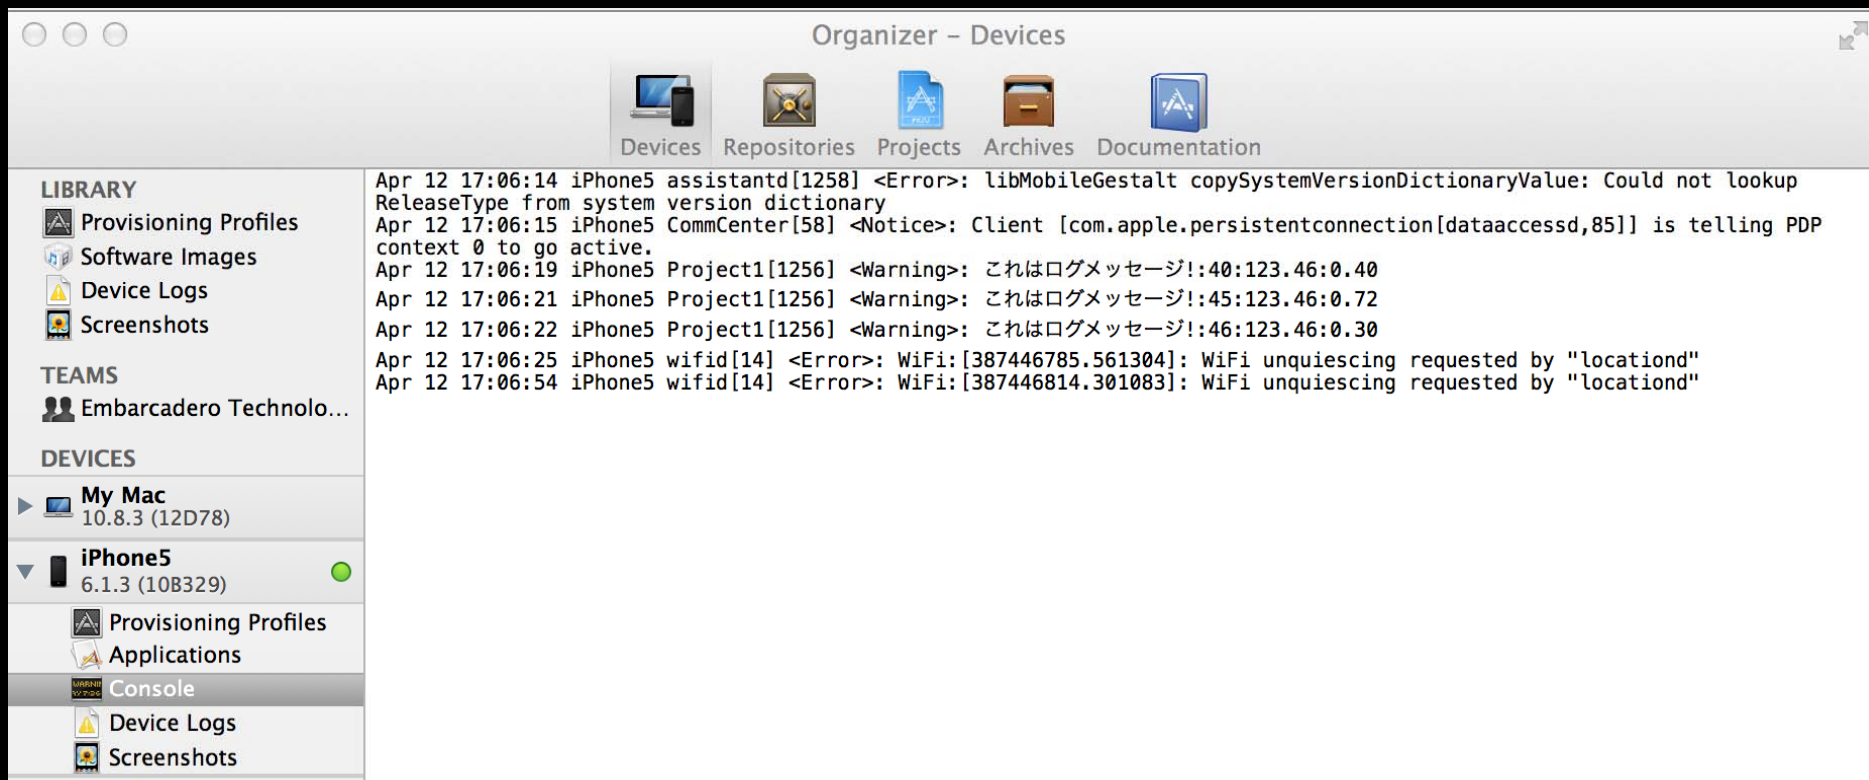 Organizer – Devices
Devices
Repositories
Projects
Archives
Documentation
LIBRARY
Provisioning Profiles
Software Images
Device Logs
Screenshots
TEAMS
Embarcadero Technolo...
DEVICES
My Mac
10.8.3 (12D78)
iPhone5
6.1.3 (10B329)
Provisioning Profiles
Applications
Console
Device Logs
Screenshots
Apr 12 17:06:14 iPhone5 assistantd[1258] <Error>: libMobileGestalt copySystemVersionDictionaryValue: Could not lookup
ReleaseType from system version dictionary
Apr 12 17:06:15 iPhone5 CommCenter[58] <Notice>: Client [com.apple.persistentconnection[dataaccessd,85]] is telling PDP
context 0 to go active.
Apr 12 17:06:19 iPhone5 Project1[1256] <Warning>: これはログメッセージ!:40:123.46:0.40
Apr 12 17:06:21 iPhone5 Project1[1256] <Warning>: これはログメッセージ!:45:123.46:0.72
Apr 12 17:06:22 iPhone5 Project1[1256] <Warning>: これはログメッセージ!:46:123.46:0.30
Apr 12 17:06:25 iPhone5 wifid[14] <Error>: WiFi:[387446785.561304]: WiFi unquiescing requested by "locationd"
Apr 12 17:06:54 iPhone5 wifid[14] <Error>: WiFi:[387446814.301083]: WiFi unquiescing requested by "locationd"